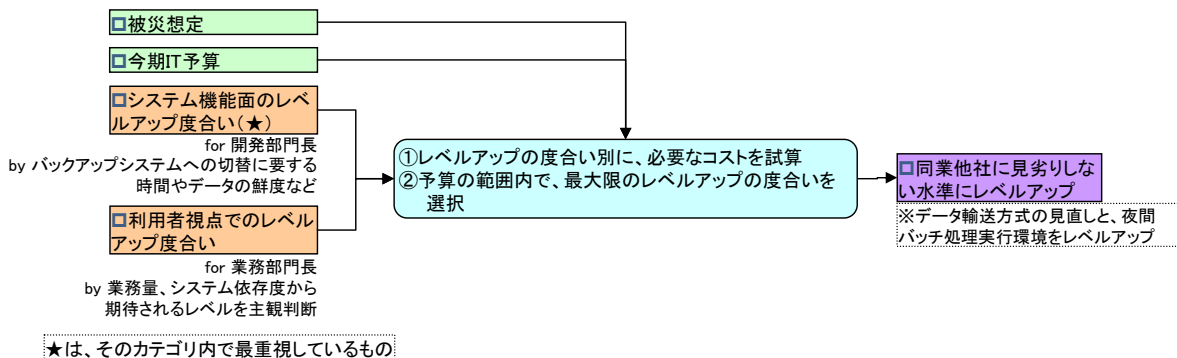 □被災想定
□今期IT予算
□システム機能面のレベ
ルアップ度合い(★)
for 開発部門長
by バックアップシステムへの切替に要する
時間やデータの鮮度など
□利用者視点でのレベル
アップ度合い
for 業務部門長
by 業務量、システム依存度から
期待されるレベルを主観判断
★は、そのカテゴリ内で最重視しているもの
①レベルアップの度合い別に、必要なコストを試算
②予算の範囲内で、最大限のレベルアップの度合いを
選択
□同業他社に見劣りしな
い水準にレベルアップ
※データ輸送方式の見直しと、夜間
バッチ処理実行環境をレベルアップ